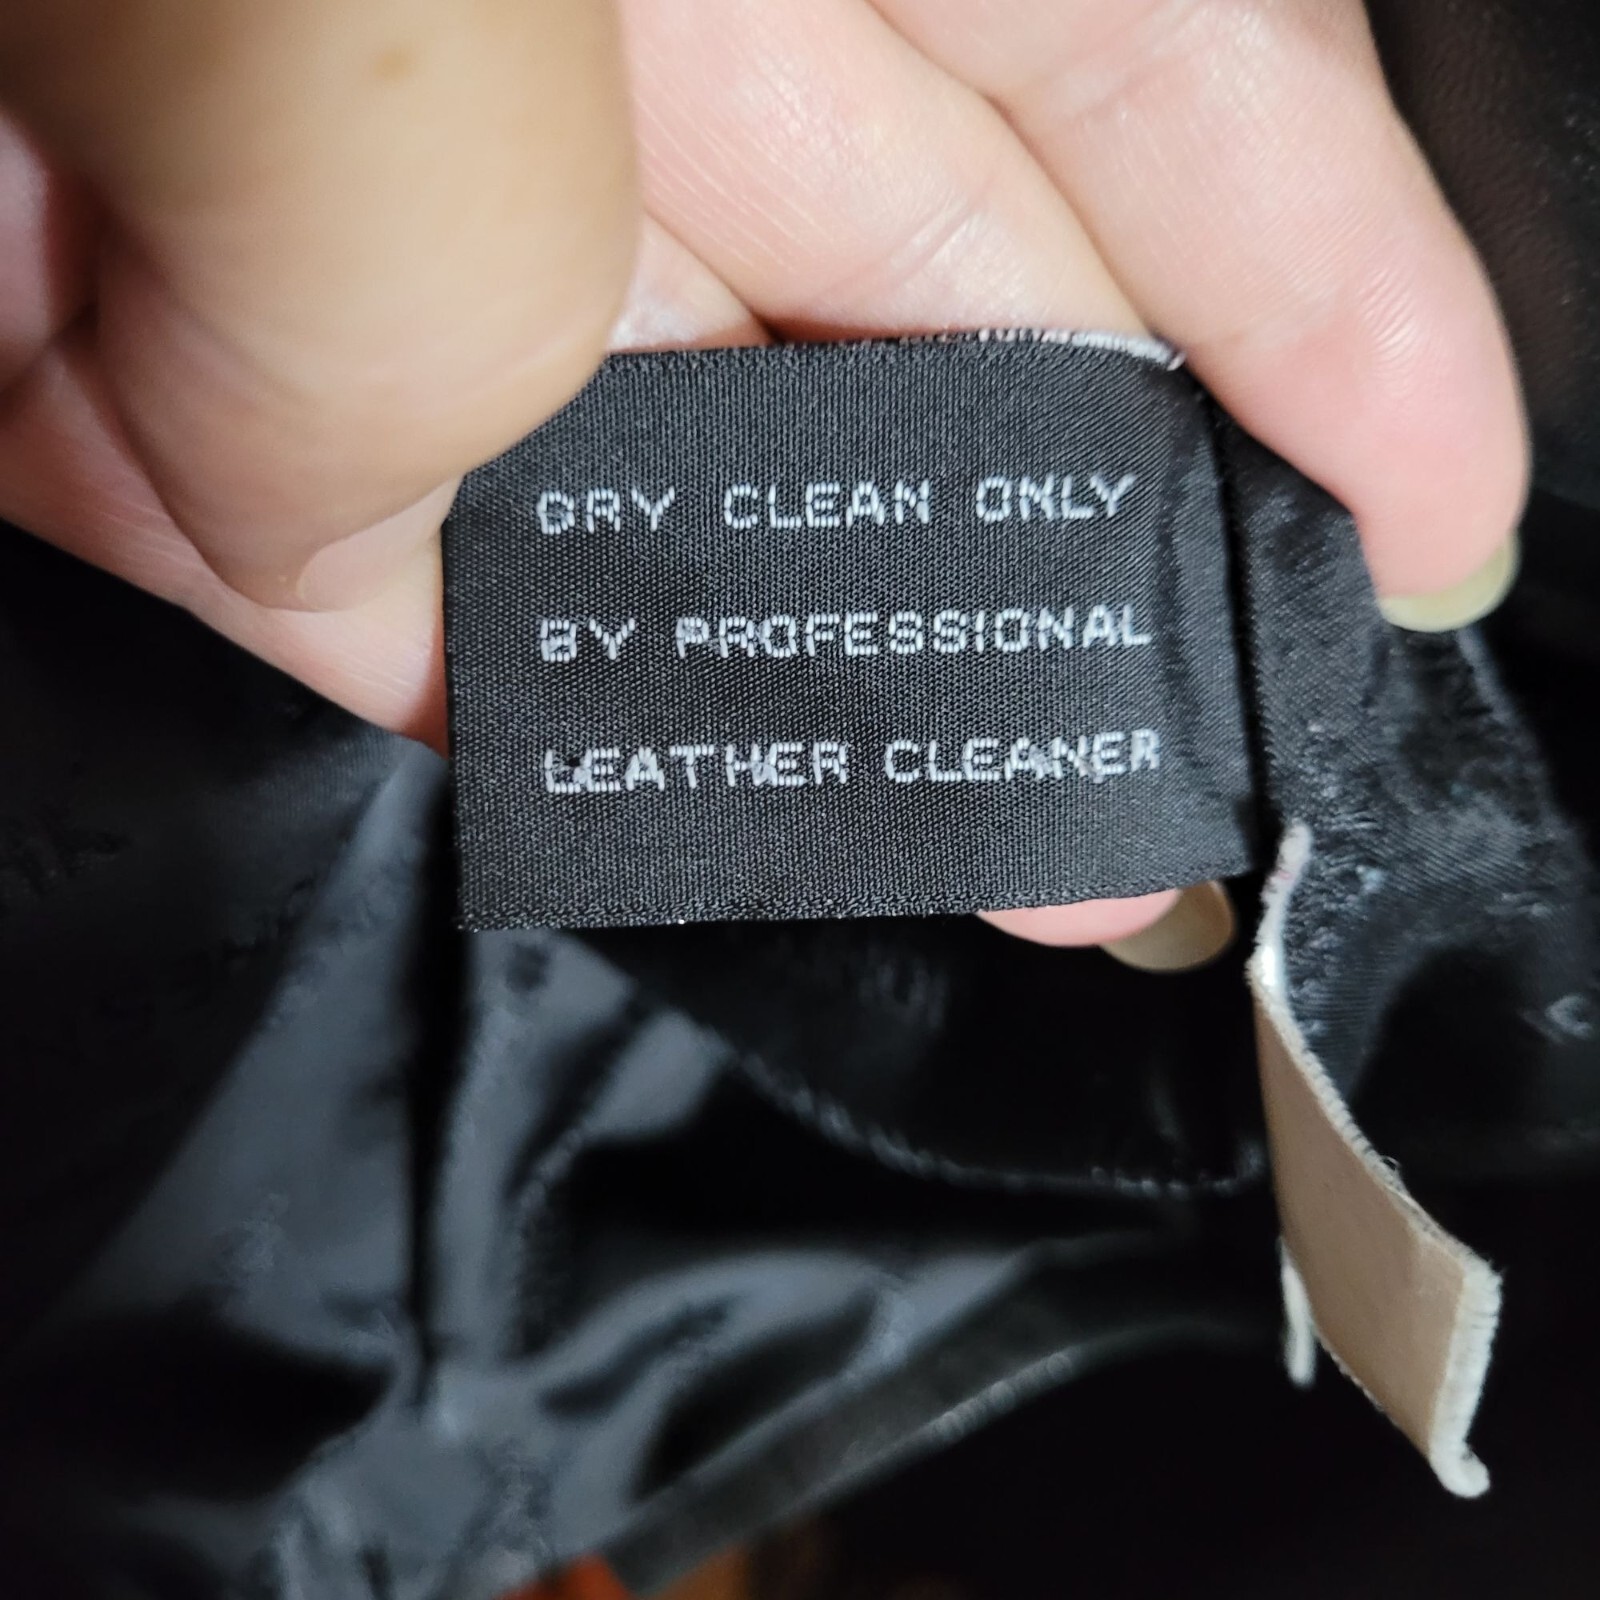 DRY CLEAN ONLY
BY PROFESSIONAL
LEATHER CLEANER